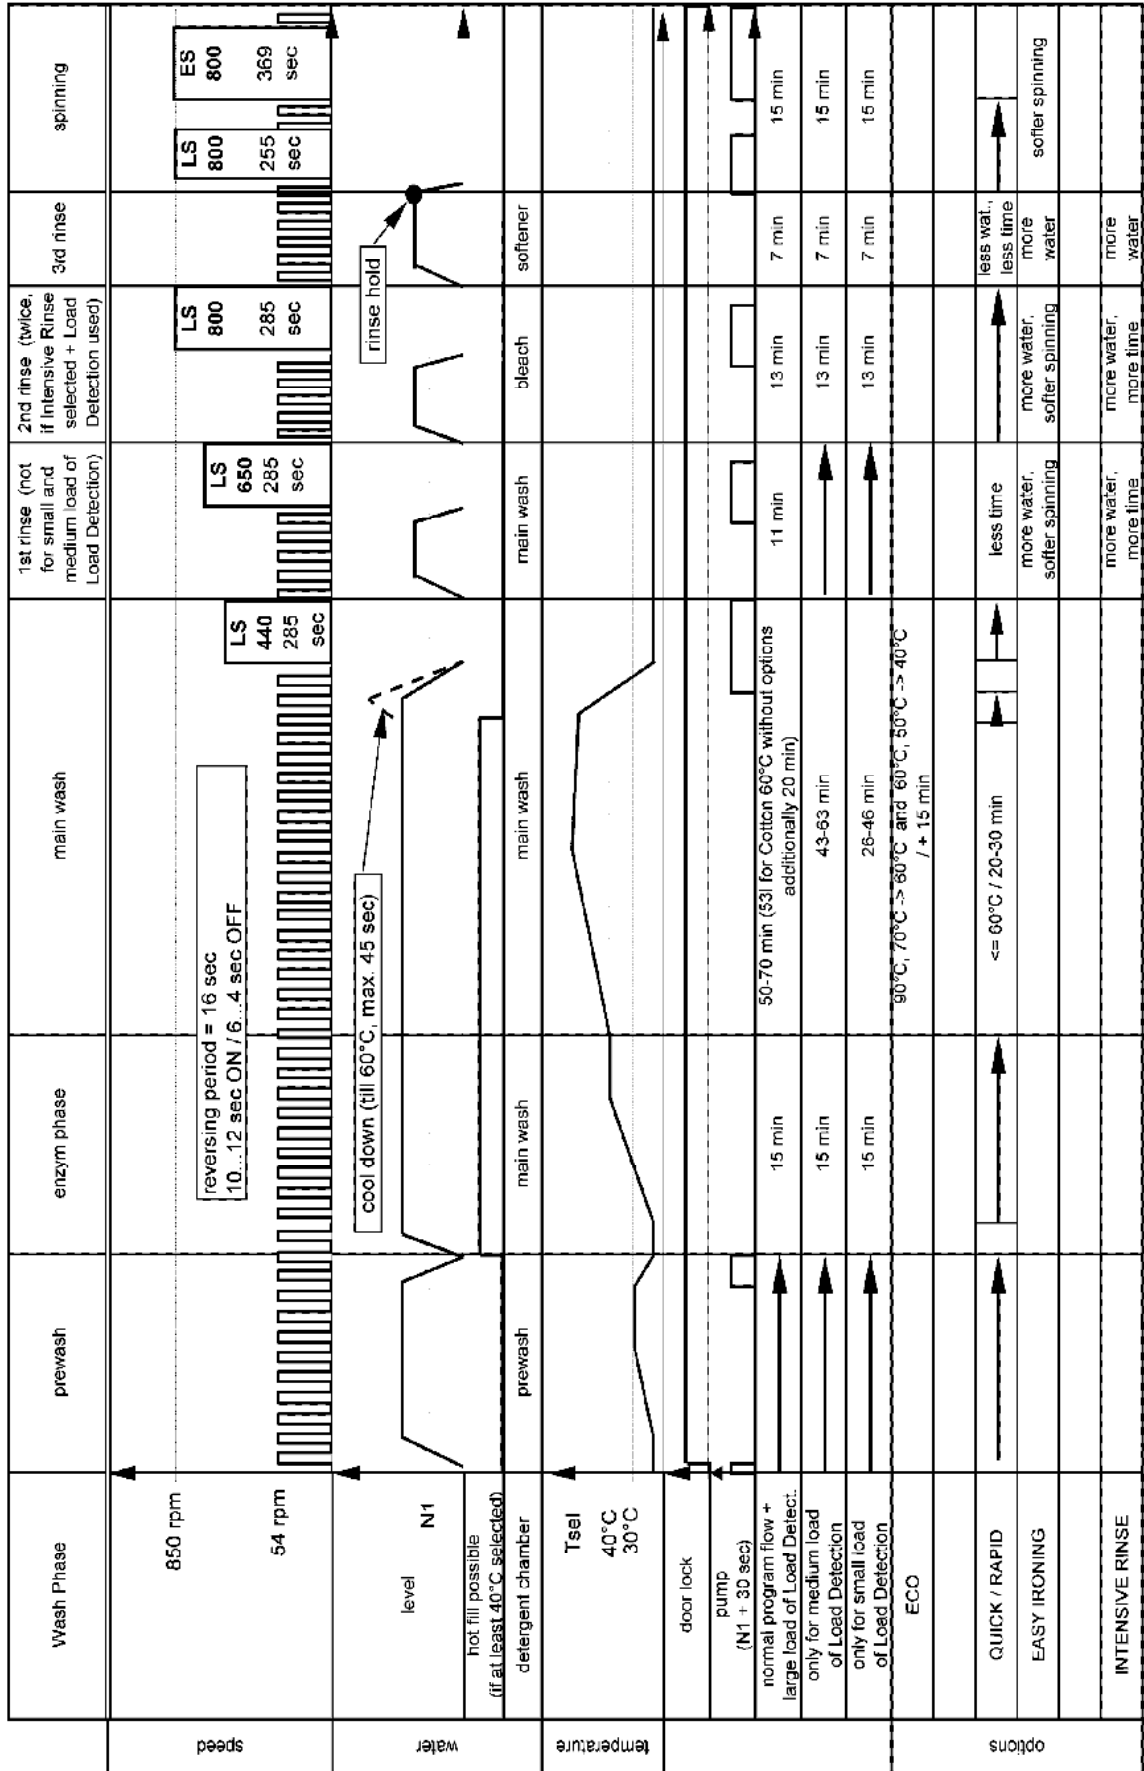 Wash Phase
prewash
enzym phase
main wash
1st rinse (not
for small and
medium load of
Load Detection)
2nd rinse (twice,
if Intensive Rinse
selected + Load
Detection used)
3rd rinse
spinning
speed
850 rpm
54 rpm
reversing period = 16 sec
10...12 sec ON / 6...4 sec OFF
LS
440
285
sec
LS
650
285
sec
LS
800
285
sec
LS
800
255
sec
ES
800
369
sec
water
level
N1
cool down (till 60°C, max. 45 sec)
rinse hold
hot fill possible
(if at least 40°C selected)
detergent chamber
prewash
main wash
main wash
main wash
bleach
softener
temperature
Tsel
40°C
30°C
door lock
pump
(N1 + 30 sec)
normal program flow +
large load of Load Detect.
15 min
50-70 min (53l for Cotton 60°C without options
additionally 20 min)
11 min
13 min
7 min
15 min
only for medium load
of Load Detection
15 min
43-63 min
13 min
7 min
15 min
only for small load
of Load Detection
15 min
26-46 min
13 min
7 min
15 min
options
ECO
90°C, 70°C -> 60°C and 60°C, 50°C -> 40°C
/ + 15 min
QUICK / RAPID
<= 60°C / 20-30 min
less time
less wat.,
less time
EASY IRONING
more water,
softer spinning
more water,
softer spinning
more
water
softer spinning
INTENSIVE RINSE
more water,
more time
more water,
more time
more
water